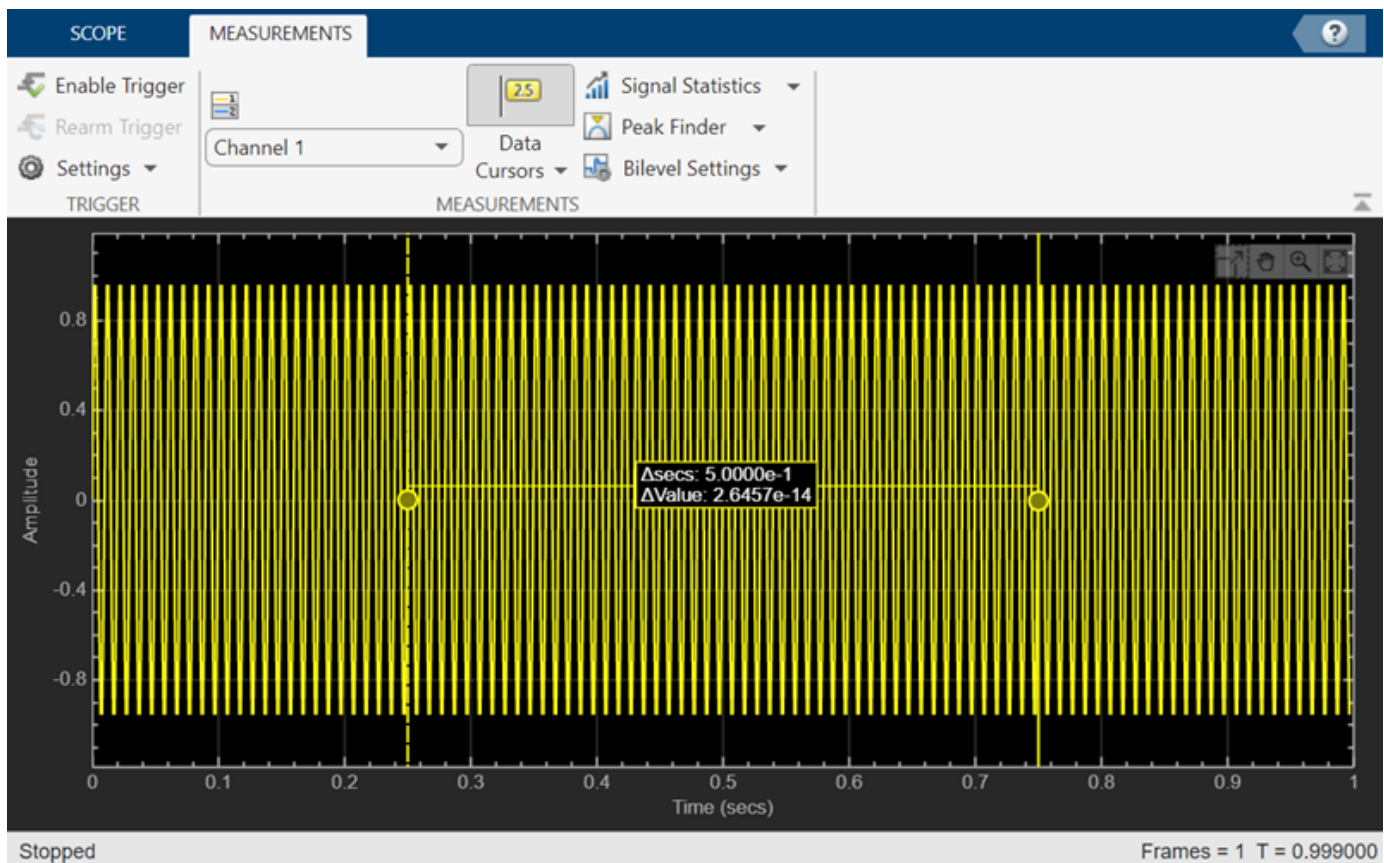 SCOPE MEASUREMENTS ?
Enable Trigger
Rearm Trigger
Settings
TRIGGER
1
2
Channel 1
2.5
Data
Cursors
Signal Statistics
Peak Finder
Bilevel Settings
MEASUREMENTS
Amplitude
0.8
0.4
0
-0.4
-0.8
Δsecs: 5.0000e-1
ΔValue: 2.6457e-14
0 0.1 0.2 0.3 0.4 0.5 0.6 0.7 0.8 0.9 1
Time (secs)
Stopped Frames = 1 T = 0.999000